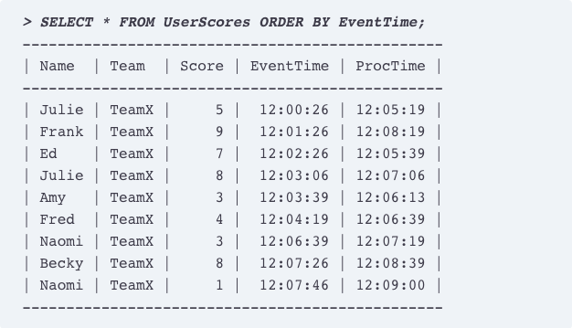 > SELECT * FROM UserScores ORDER BY EventTime;
------------------------------------------------
| Name  | Team  | Score | EventTime | ProcTime |
------------------------------------------------
| Julie | TeamX |     5 |  12:00:26 | 12:05:19 |
| Frank | TeamX |     9 |  12:01:26 | 12:08:19 |
| Ed    | TeamX |     7 |  12:02:26 | 12:05:39 |
| Julie | TeamX |     8 |  12:03:06 | 12:07:06 |
| Amy   | TeamX |     3 |  12:03:39 | 12:06:13 |
| Fred  | TeamX |     4 |  12:04:19 | 12:06:39 |
| Naomi | TeamX |     3 |  12:06:39 | 12:07:19 |
| Becky | TeamX |     8 |  12:07:26 | 12:08:39 |
| Naomi | TeamX |     1 |  12:07:46 | 12:09:00 |
------------------------------------------------